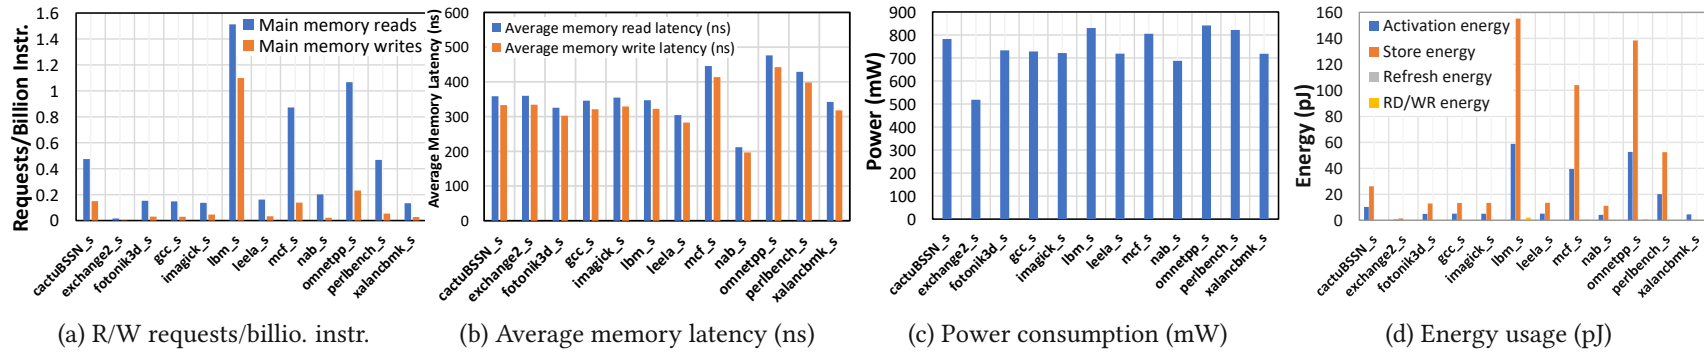 Requests/Billion Instr.
1.6
1.4
1.2
1
0.8
0.6
0.4
0.2
0
Main memory reads
Main memory writes
cactuBSSN_s
exchange2_s
fotonik3d_s
gcc_s
imagick_s
lbm_s
leela_s
mcf_s
nab_s
omnetpp_s
perlbench_s
xalancbmk_s
(a) R/W requests/billio. instr.
Average Memory Latency (ns)
600
500
400
300
200
100
0
Average memory read latency (ns)
Average memory write latency (ns)
cactuBSSN_s
exchange2_s
fotonik3d_s
gcc_s
imagick_s
lbm_s
leela_s
mcf_s
nab_s
omnetpp_s
perlbench_s
xalancbmk_s
(b) Average memory latency (ns)
Power (mW)
900
800
700
600
500
400
300
200
100
0
cactuBSSN_s
exchange2_s
fotonik3d_s
gcc_s
imagick_s
lbm_s
leela_s
mcf_s
nab_s
omnetpp_s
perlbench_s
xalancbmk_s
(c) Power consumption (mW)
Energy (pJ)
160
140
120
100
80
60
40
20
0
Activation energy
Store energy
Refresh energy
RD/WR energy
cactuBSSN_s
exchange2_s
fotonik3d_s
gcc_s
imagick_s
lbm_s
leela_s
mcf_s
nab_s
omnetpp_s
perlbench_s
xalancbmk_s
(d) Energy usage (pJ)